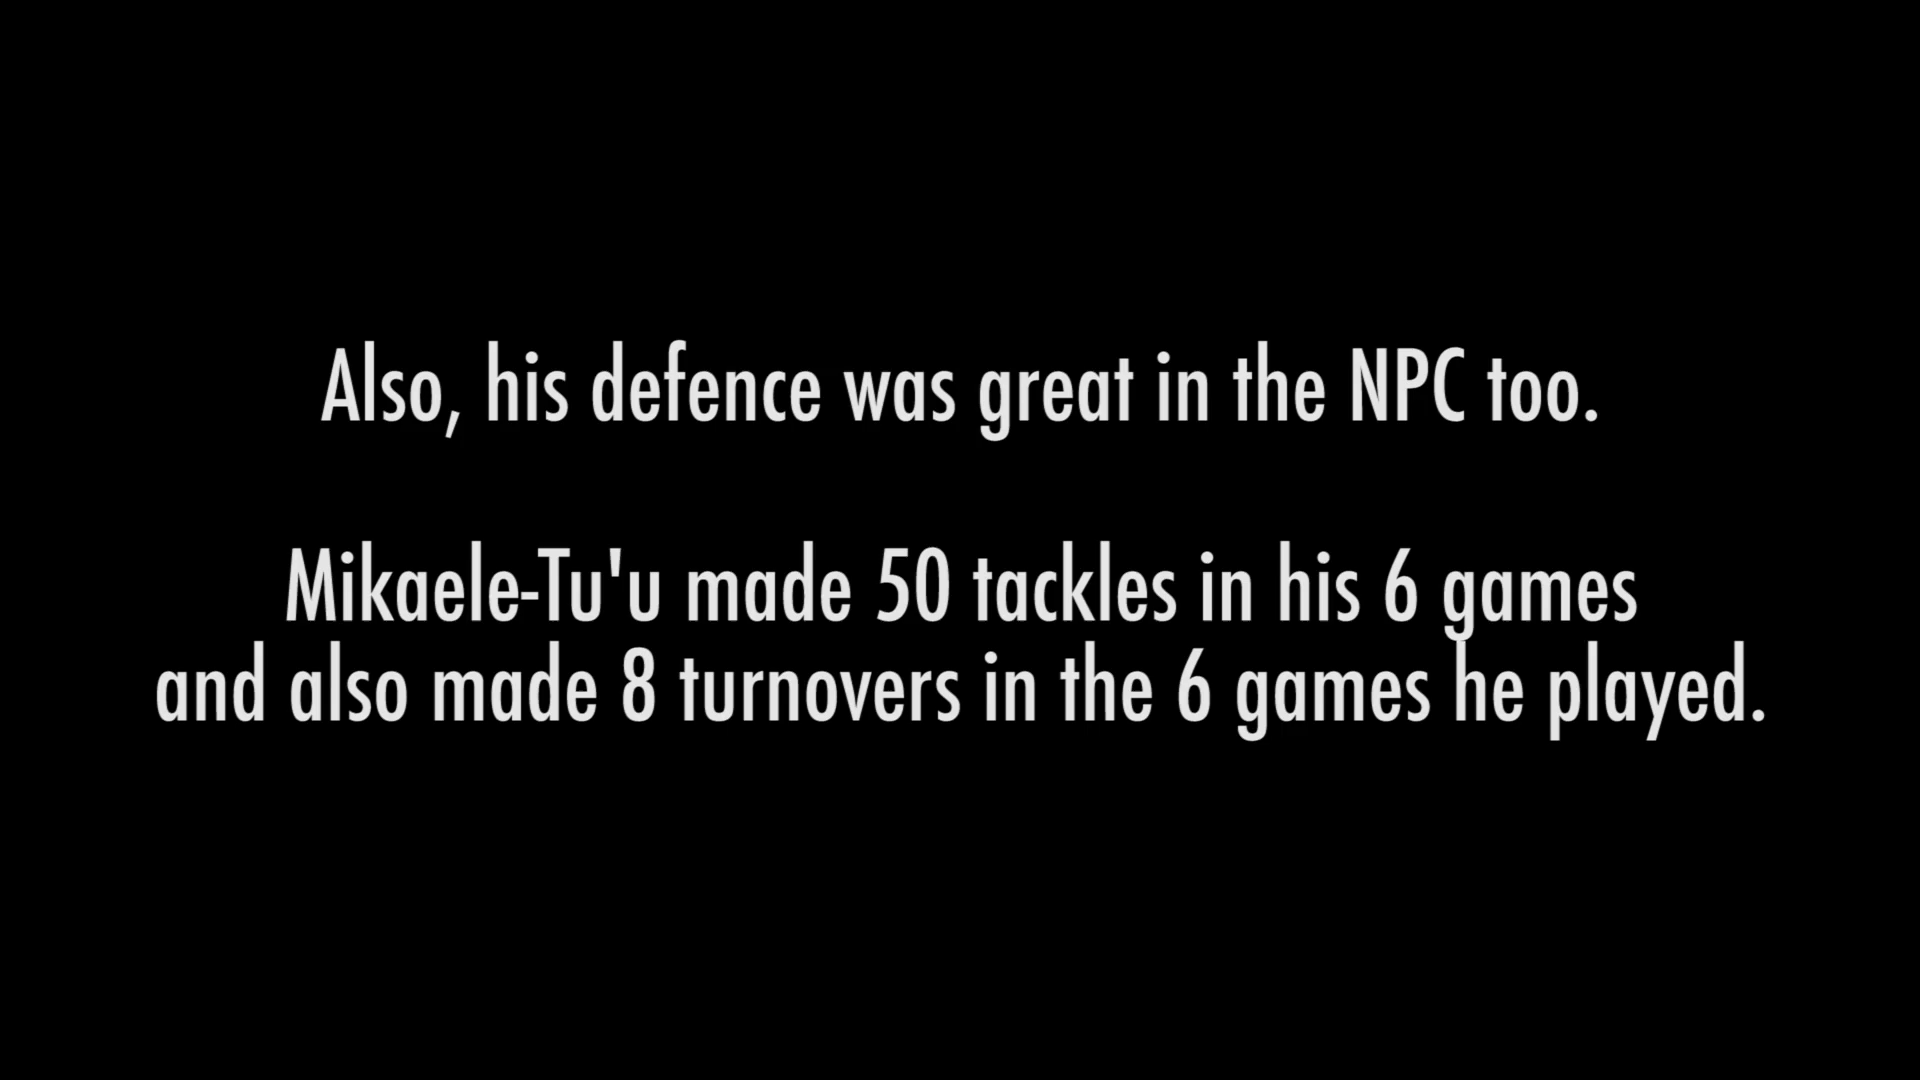 Also, his defence was great in the NPC too.
Mikaele-Tu'u made 50 tackles in his 6 games
and also made 8 turnovers in the 6 games he played.